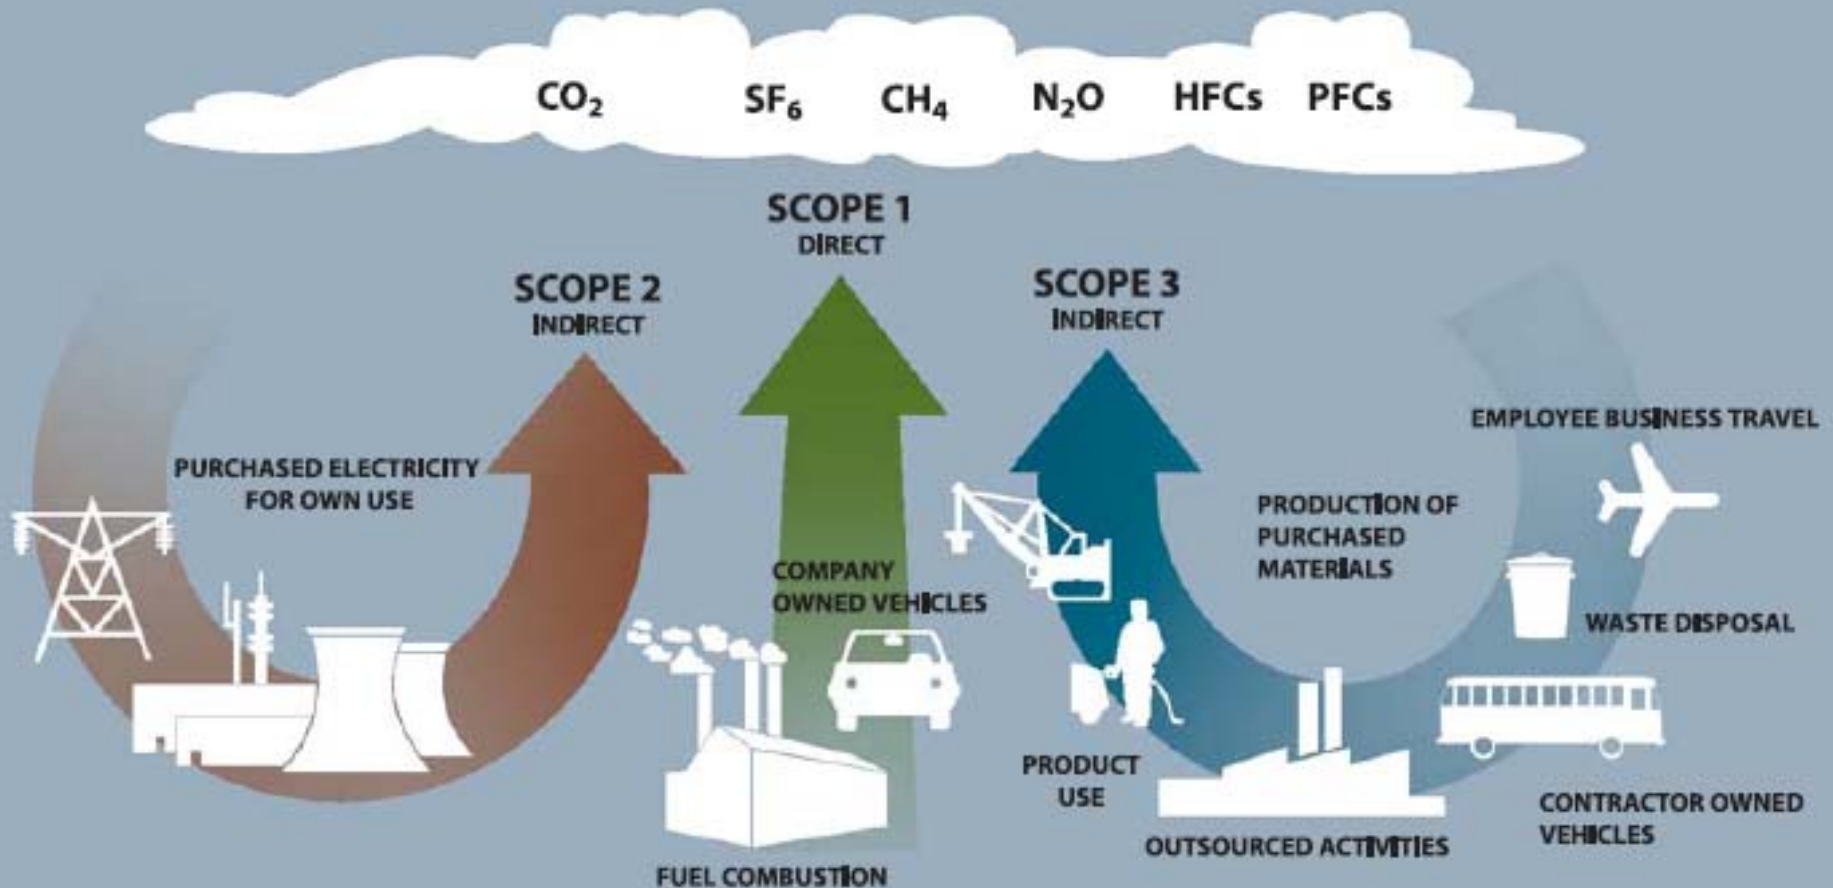 CO₂ SF₆ CH₄ N₂O HFCs PFCs
SCOPE 1
DIRECT
SCOPE 2
INDIRECT
SCOPE 3
INDIRECT
PURCHASED ELECTRICITY
FOR OWN USE
COMPANY
OWNED VEHICLES
FUEL COMBUSTION
EMPLOYEE BUSINESS TRAVEL
PRODUCTION OF
PURCHASED
MATERIALS
WASTE DISPOSAL
PRODUCT
USE
OUTSOURCED ACTIVITIES
CONTRACTOR OWNED
VEHICLES